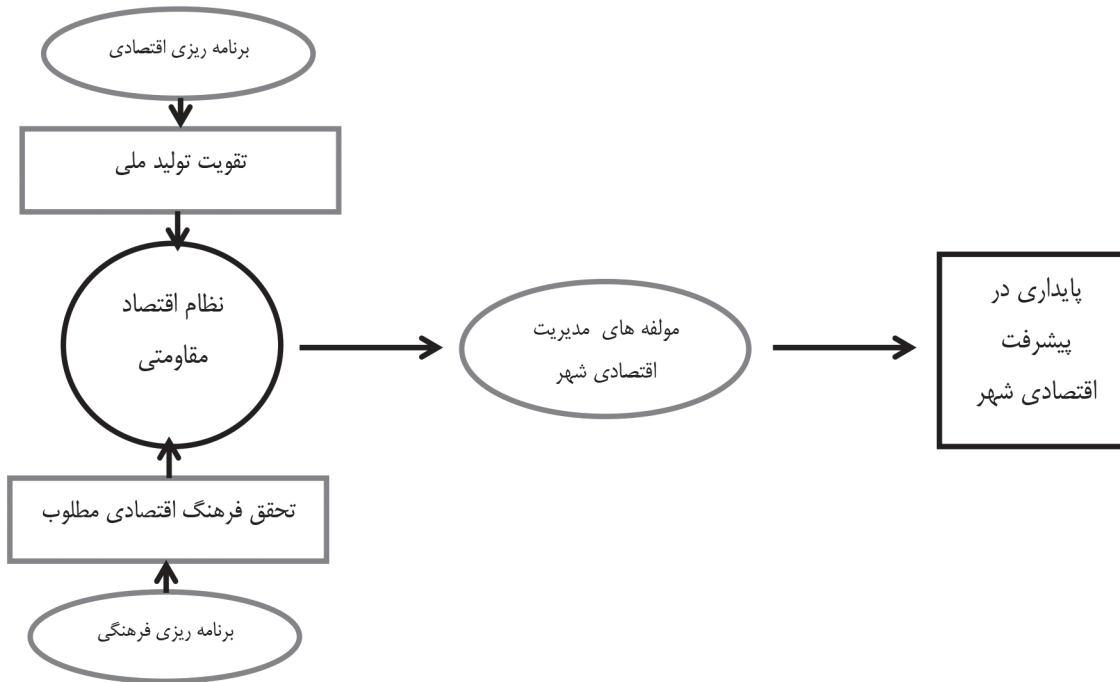 برنامه ریزی اقتصادی
تقویت تولید ملی
نظام اقتصاد
مقاومتی
مولفه های مدیریت
اقتصادی شهر
پایداری در
پیشرفت
اقتصادی شهر
تحقق فرهنگ اقتصادی مطلوب
برنامه ریزی فرهنگی